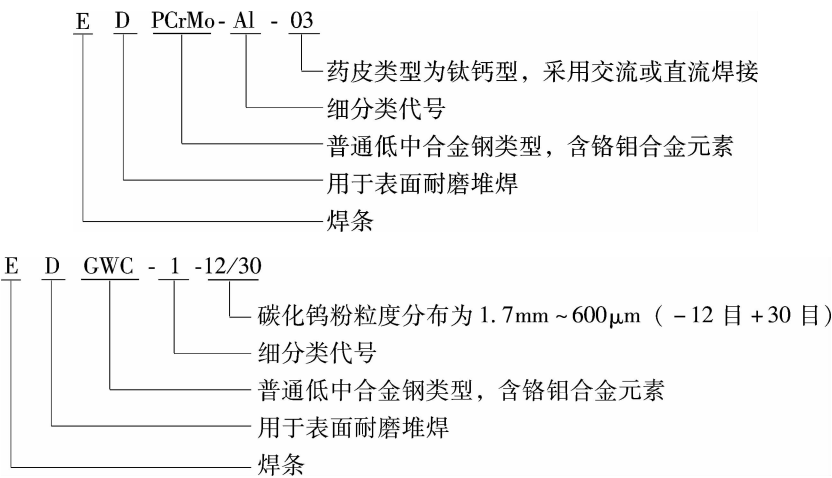 E D PCrMo - Al - 03
药皮类型为钛钙型，采用交流或直流焊接
细分类代号
普通低中合金钢类型，含铬钼合金元素
用于表面耐磨堆焊
焊条
E D GWC - 1 -12/30
碳化钨粉粒度分布为1.7mm～600μm（－12目＋30目）
细分类代号
普通低中合金钢类型，含铬钼合金元素
用于表面耐磨堆焊
焊条